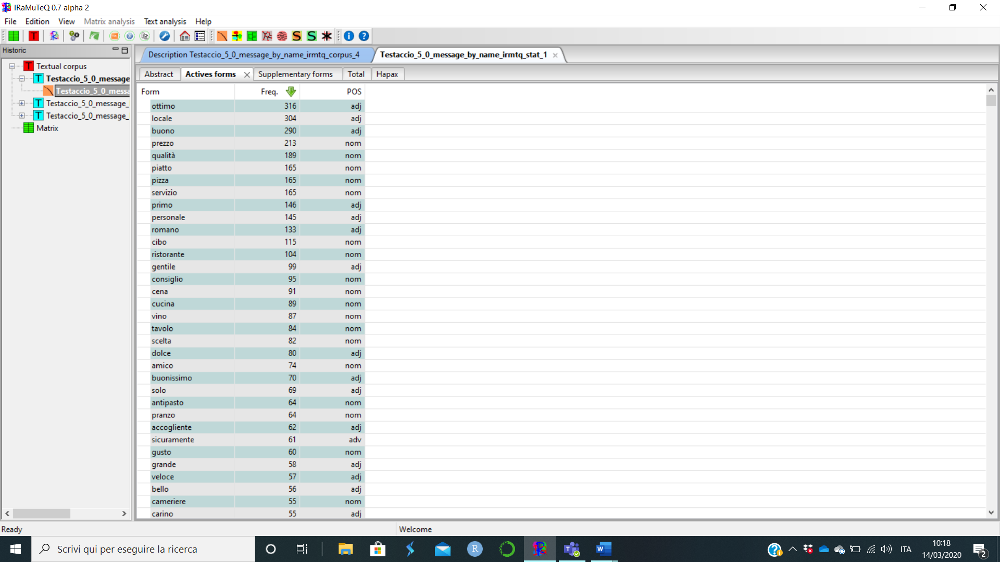 IRaMuTeQ 0.7 alpha 2
File Edition View Matrix analysis Text analysis Help
Historic
Textual corpus
Testaccio_5_0_message
Testaccio_5_0_messa
Testaccio_5_0_message_
Testaccio_5_0_message_
Matrix
Description Testaccio_5_0_message_by_name_irmtq_corpus_4 Testaccio_5_0_message_by_name_irmtq_stat_1
Abstract Actives forms Supplementary forms Total Hapax
Form Freq. POS
ottimo 316 adj
locale 304 adj
buono 290 adj
prezzo 213 nom
qualità 189 nom
piatto 165 nom
pizza 165 nom
servizio 165 nom
primo 146 adj
personale 145 adj
romano 133 adj
cibo 115 nom
ristorante 104 nom
gentile 99 adj
consiglio 95 nom
cena 91 nom
cucina 89 nom
vino 87 nom
tavolo 84 nom
scelta 82 nom
dolce 80 adj
amico 74 nom
buonissimo 70 adj
solo 69 adj
antipasto 64 nom
pranzo 64 nom
accogliente 62 adj
sicuramente 61 adv
gusto 60 nom
grande 58 adj
veloce 57 adj
bello 56 adj
cameriere 55 nom
carino 55 adj
Ready Welcome
Scrivi qui per eseguire la ricerca
ITA
10:18
14/03/2020
2